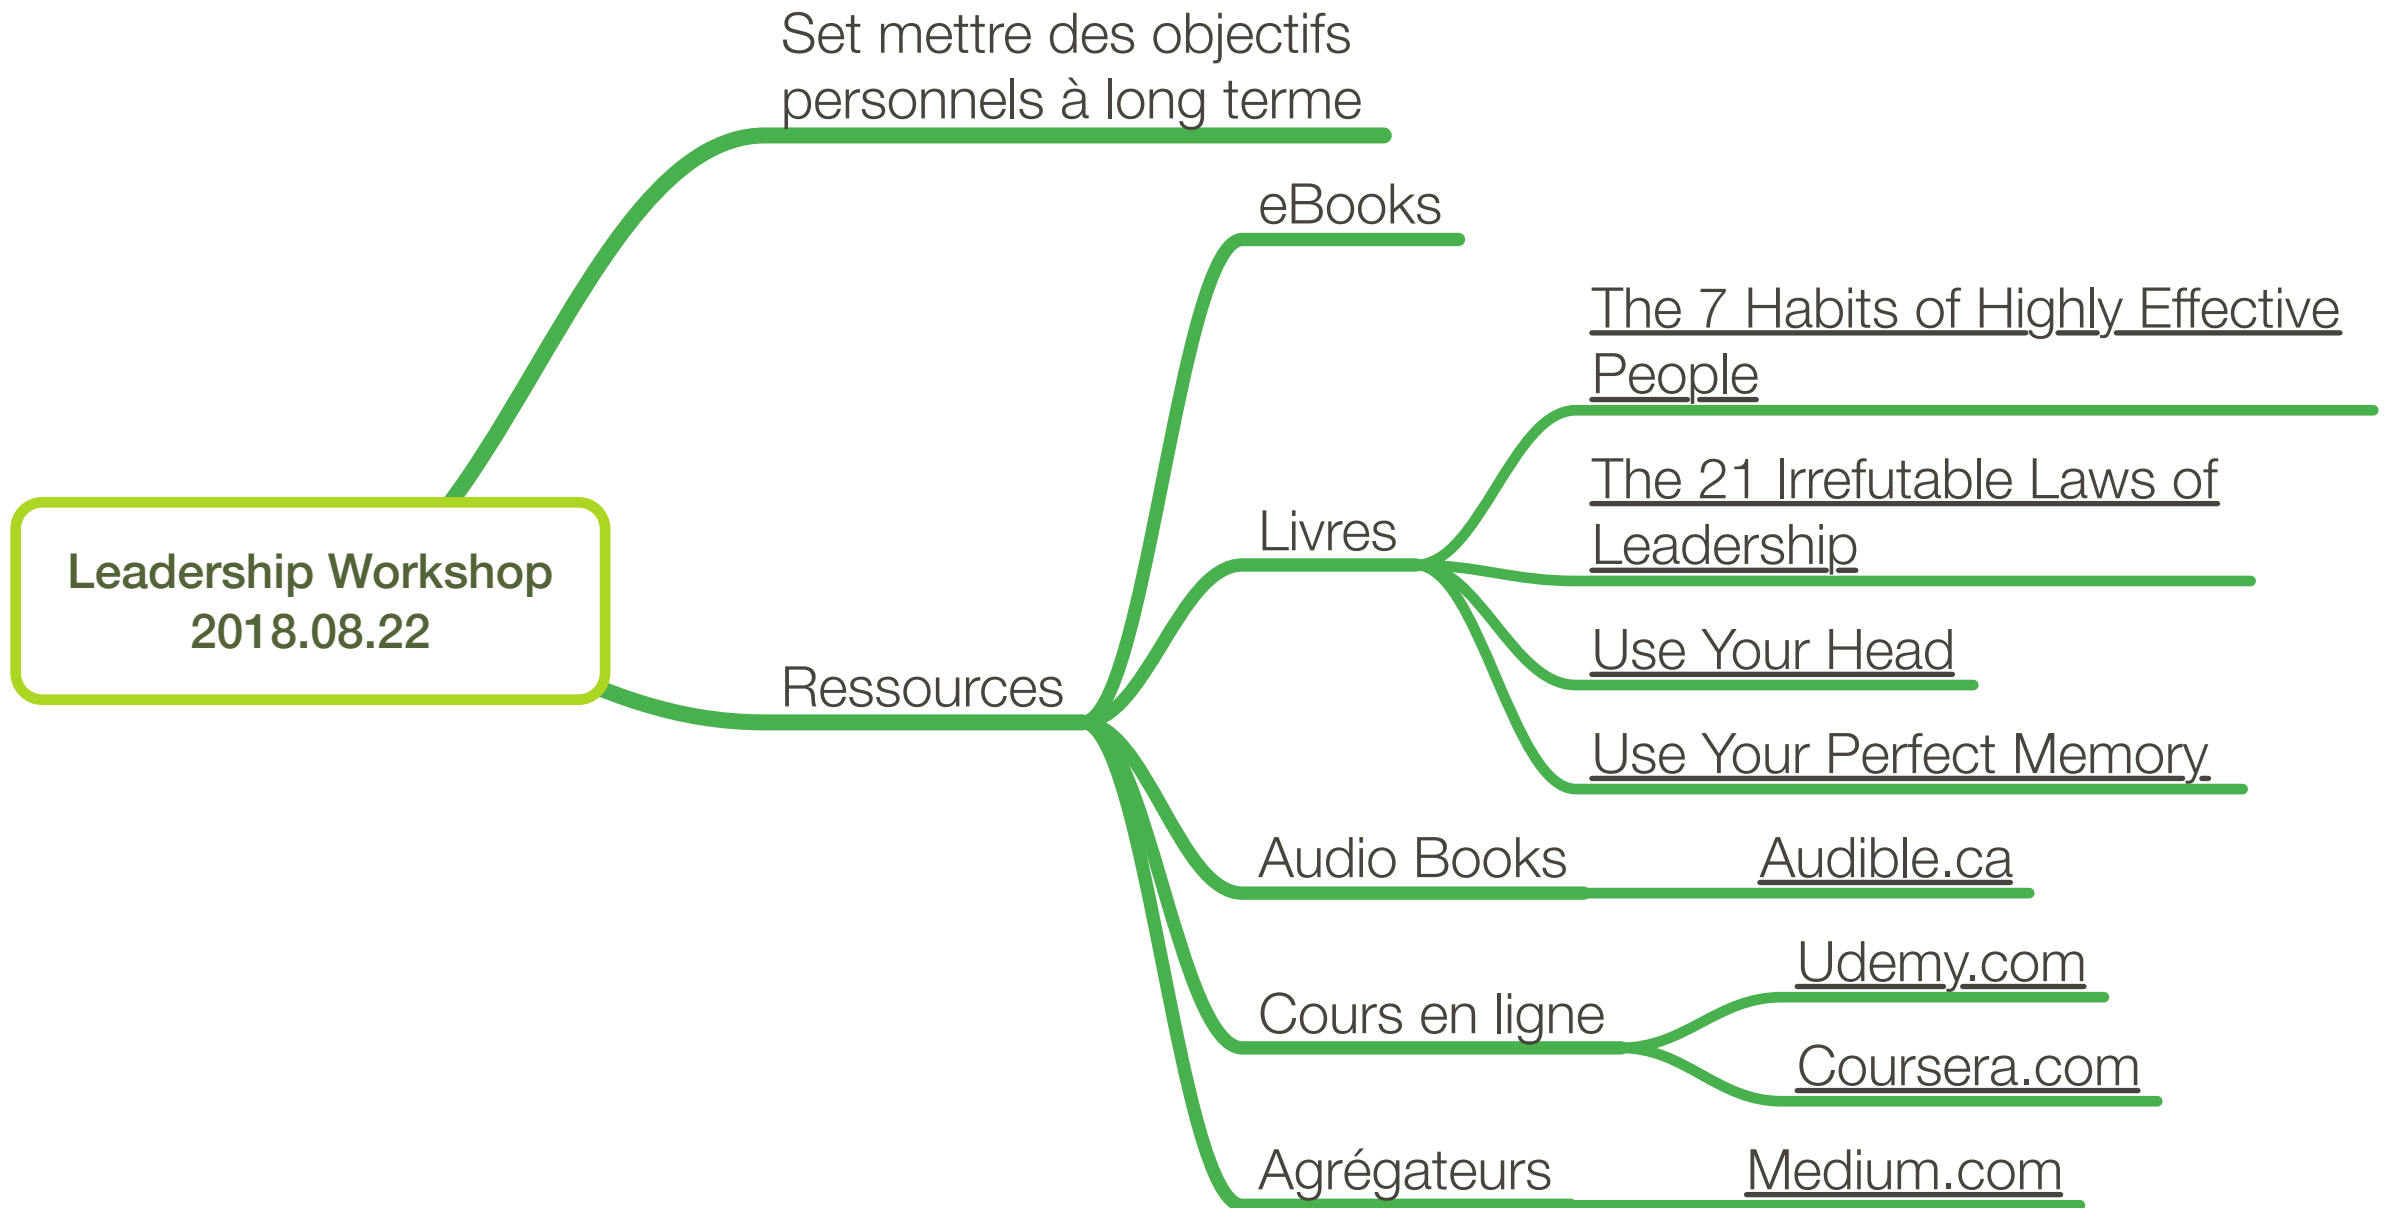 Set mettre des objectifs
personnels à long terme
eBooks
The 7 Habits of Highly Effective
People
The 21 Irrefutable Laws of
Leadership
Livres
Leadership Workshop
2018.08.22
Use Your Head
Ressources
Use Your Perfect Memory
Audio Books
Audible.ca
Udemy.com
Cours en ligne
Coursera.com
Agrégateurs
Medium.com